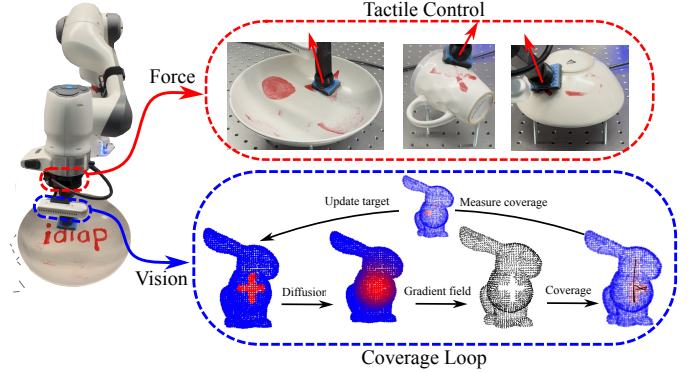 Tactile Control
Force
idiap
Vision
Update target
Measure coverage
Diffusion
Gradient field
Coverage
Coverage Loop